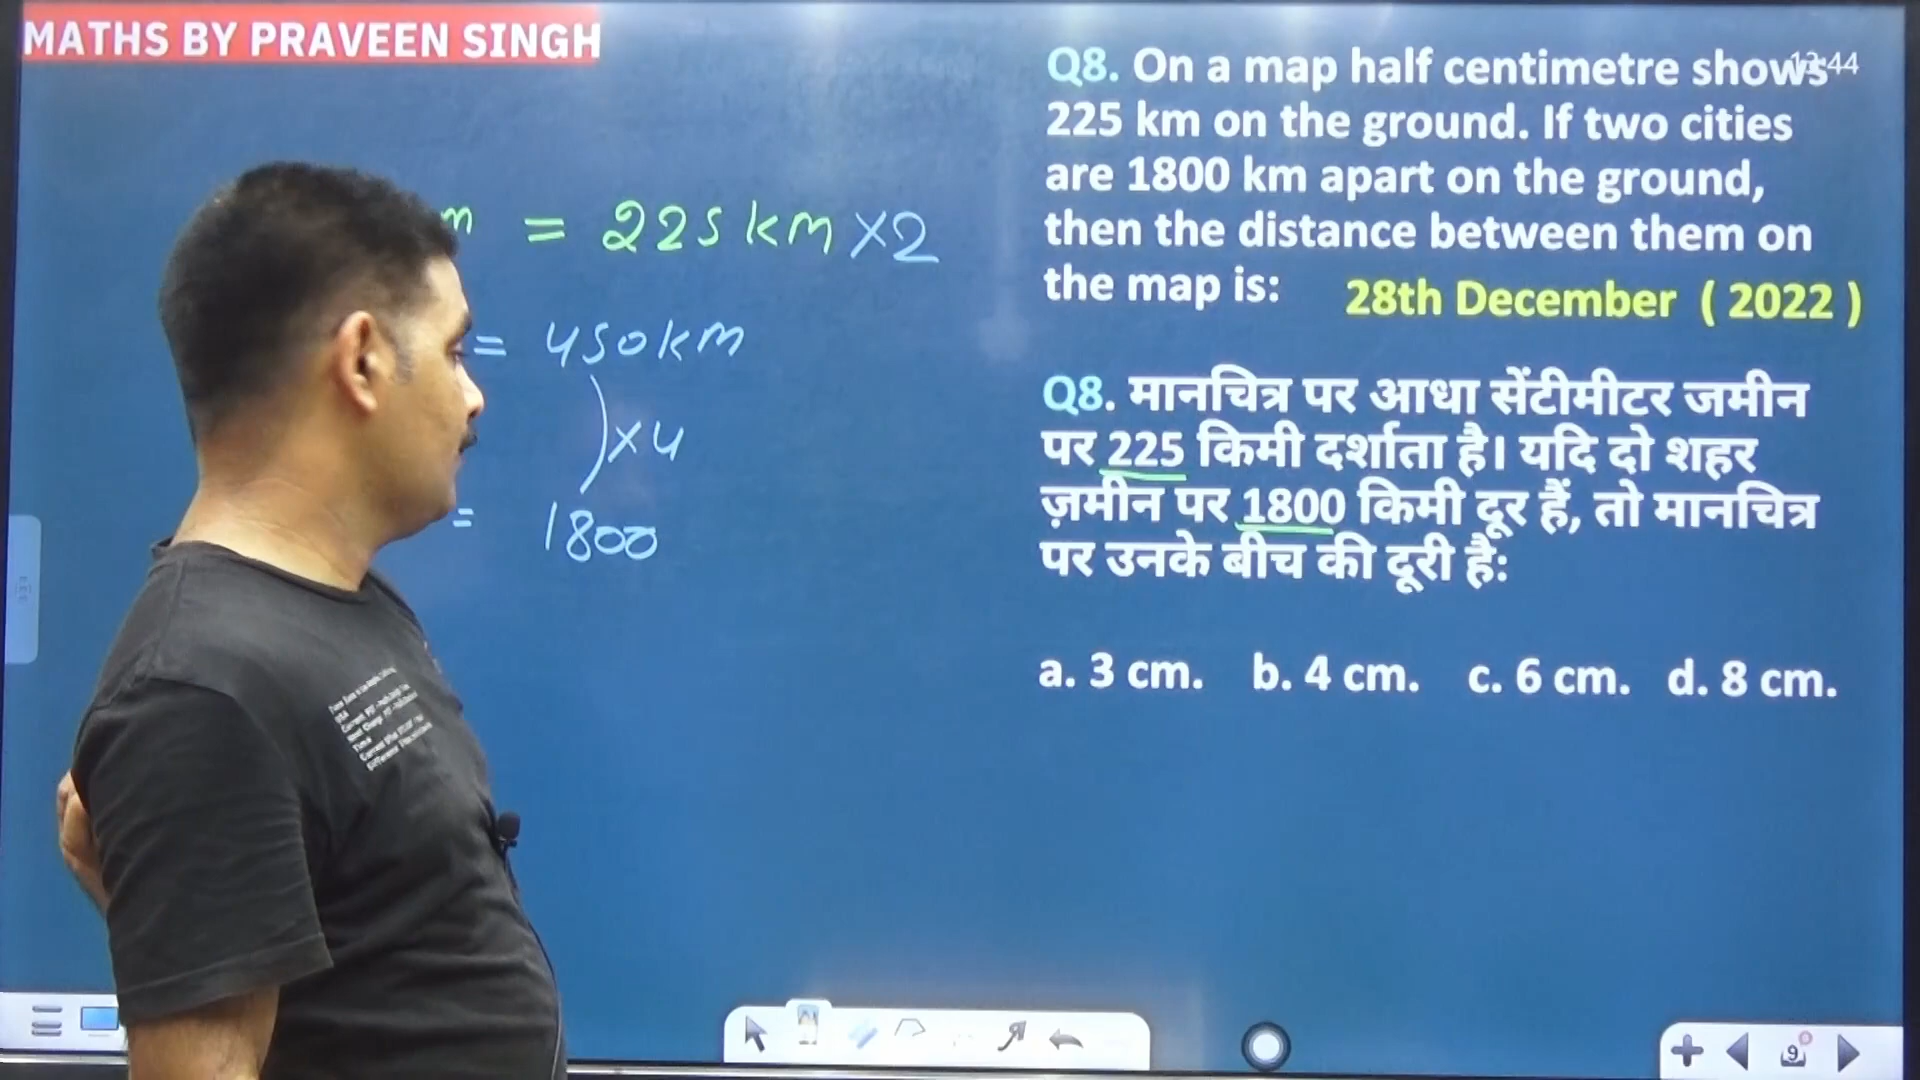 MATHS BY PRAVEEN SINGH
m = 225 km ×2
= 450 km
×4
= 1800
Q8. On a map half centimetre shows
225 km on the ground. If two cities
are 1800 km apart on the ground,
then the distance between them on
the map is: 28th December ( 2022 )
Q8. मानचित्र पर आधा सेंटीमीटर जमीन
पर 225 किमी दर्शाता है। यदि दो शहर
ज़मीन पर 1800 किमी दूर हैं, तो मानचित्र
पर उनके बीच की दूरी है:
a. 3 cm. b. 4 cm. c. 6 cm. d. 8 cm.
9